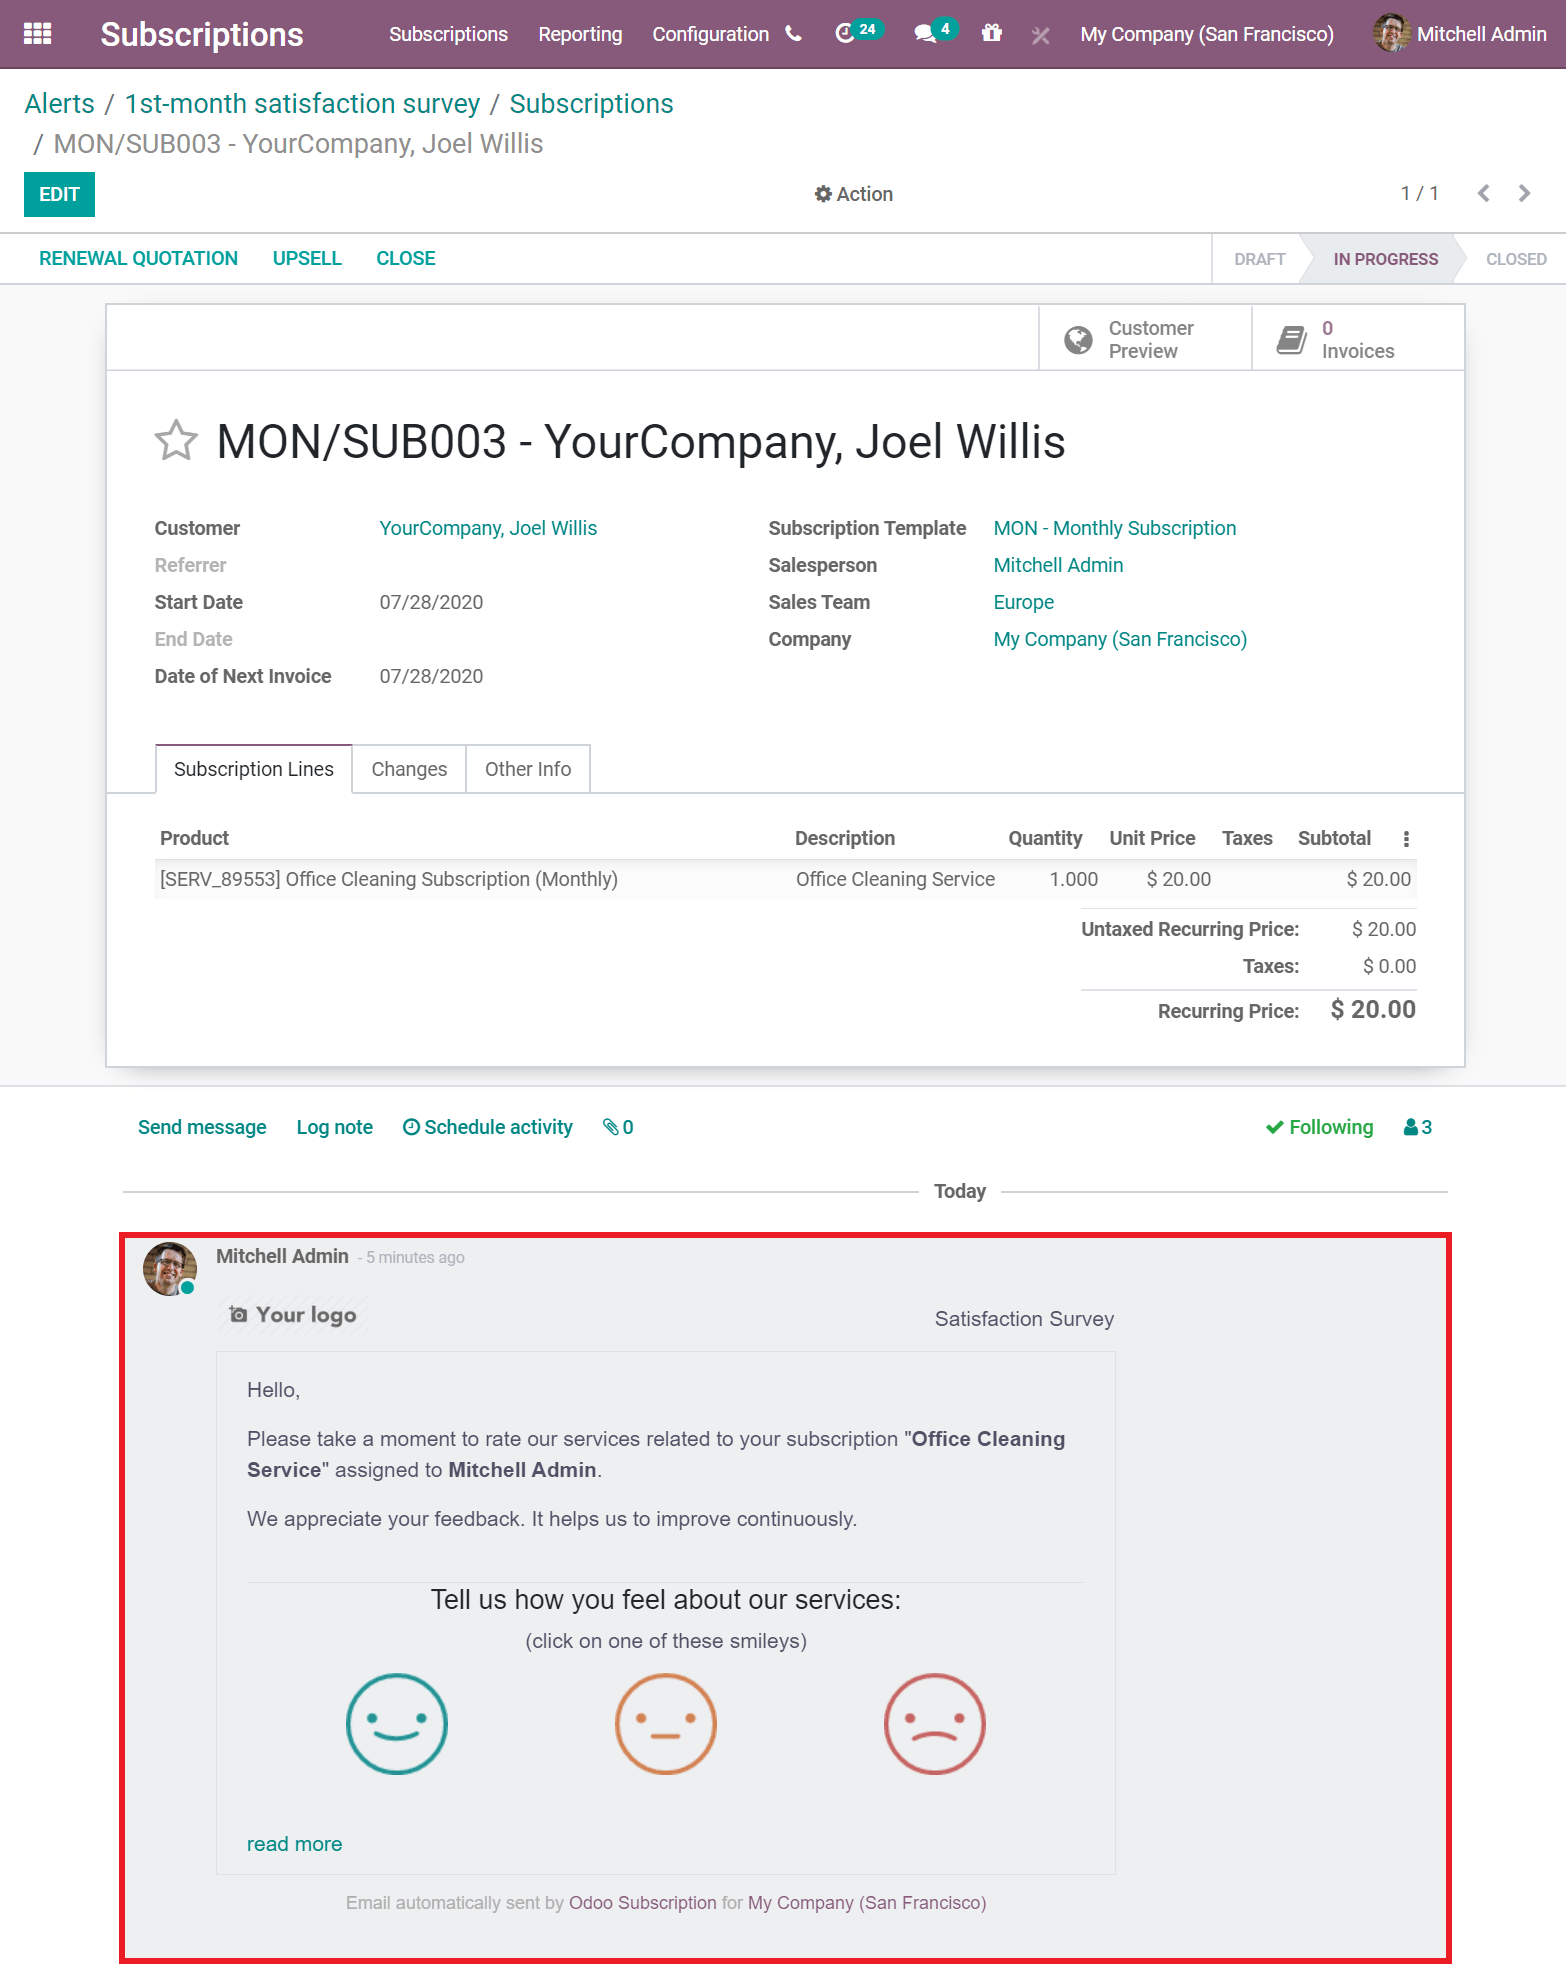 Subscriptions Subscriptions Reporting Configuration 24 4 My Company (San Francisco) Mitchell Admin
Alerts / 1st-month satisfaction survey / Subscriptions
/ MON/SUB003 - YourCompany, Joel Willis
EDIT Action 1 / 1
RENEWAL QUOTATION UPSELL CLOSE DRAFT IN PROGRESS CLOSED
Customer Preview
0 Invoices
MON/SUB003 - YourCompany, Joel Willis
Customer YourCompany, Joel Willis Subscription Template MON - Monthly Subscription
Referrer Salesperson Mitchell Admin
Start Date 07/28/2020 Sales Team Europe
End Date Company My Company (San Francisco)
Date of Next Invoice 07/28/2020
Subscription Lines Changes Other Info
Product Description Quantity Unit Price Taxes Subtotal
[SERV_89553] Office Cleaning Subscription (Monthly) Office Cleaning Service 1.000 $ 20.00 $ 20.00
Untaxed Recurring Price: $ 20.00
Taxes: $ 0.00
Recurring Price: $ 20.00
Send message Log note Schedule activity 0 Following 3
Today
Mitchell Admin - 5 minutes ago
Your logo Satisfaction Survey
Hello,
Please take a moment to rate our services related to your subscription "Office Cleaning
Service" assigned to Mitchell Admin.
We appreciate your feedback. It helps us to improve continuously.
Tell us how you feel about our services:
(click on one of these smileys)
read more
Email automatically sent by Odoo Subscription for My Company (San Francisco)